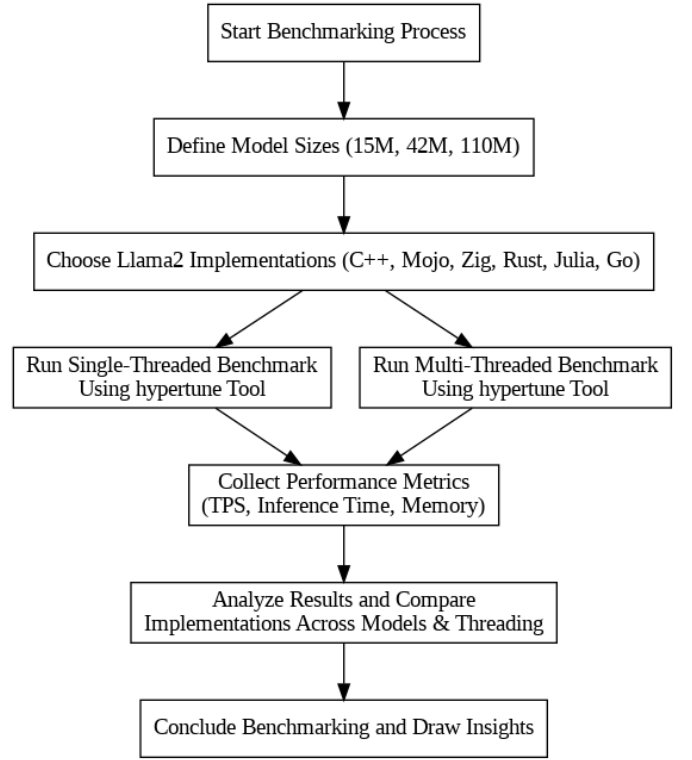 Start Benchmarking Process
Define Model Sizes (15M, 42M, 110M)
Choose Llama2 Implementations (C++, Mojo, Zig, Rust, Julia, Go)
Run Single-Threaded Benchmark
Using hypertune Tool
Run Multi-Threaded Benchmark
Using hypertune Tool
Collect Performance Metrics
(TPS, Inference Time, Memory)
Analyze Results and Compare
Implementations Across Models & Threading
Conclude Benchmarking and Draw Insights